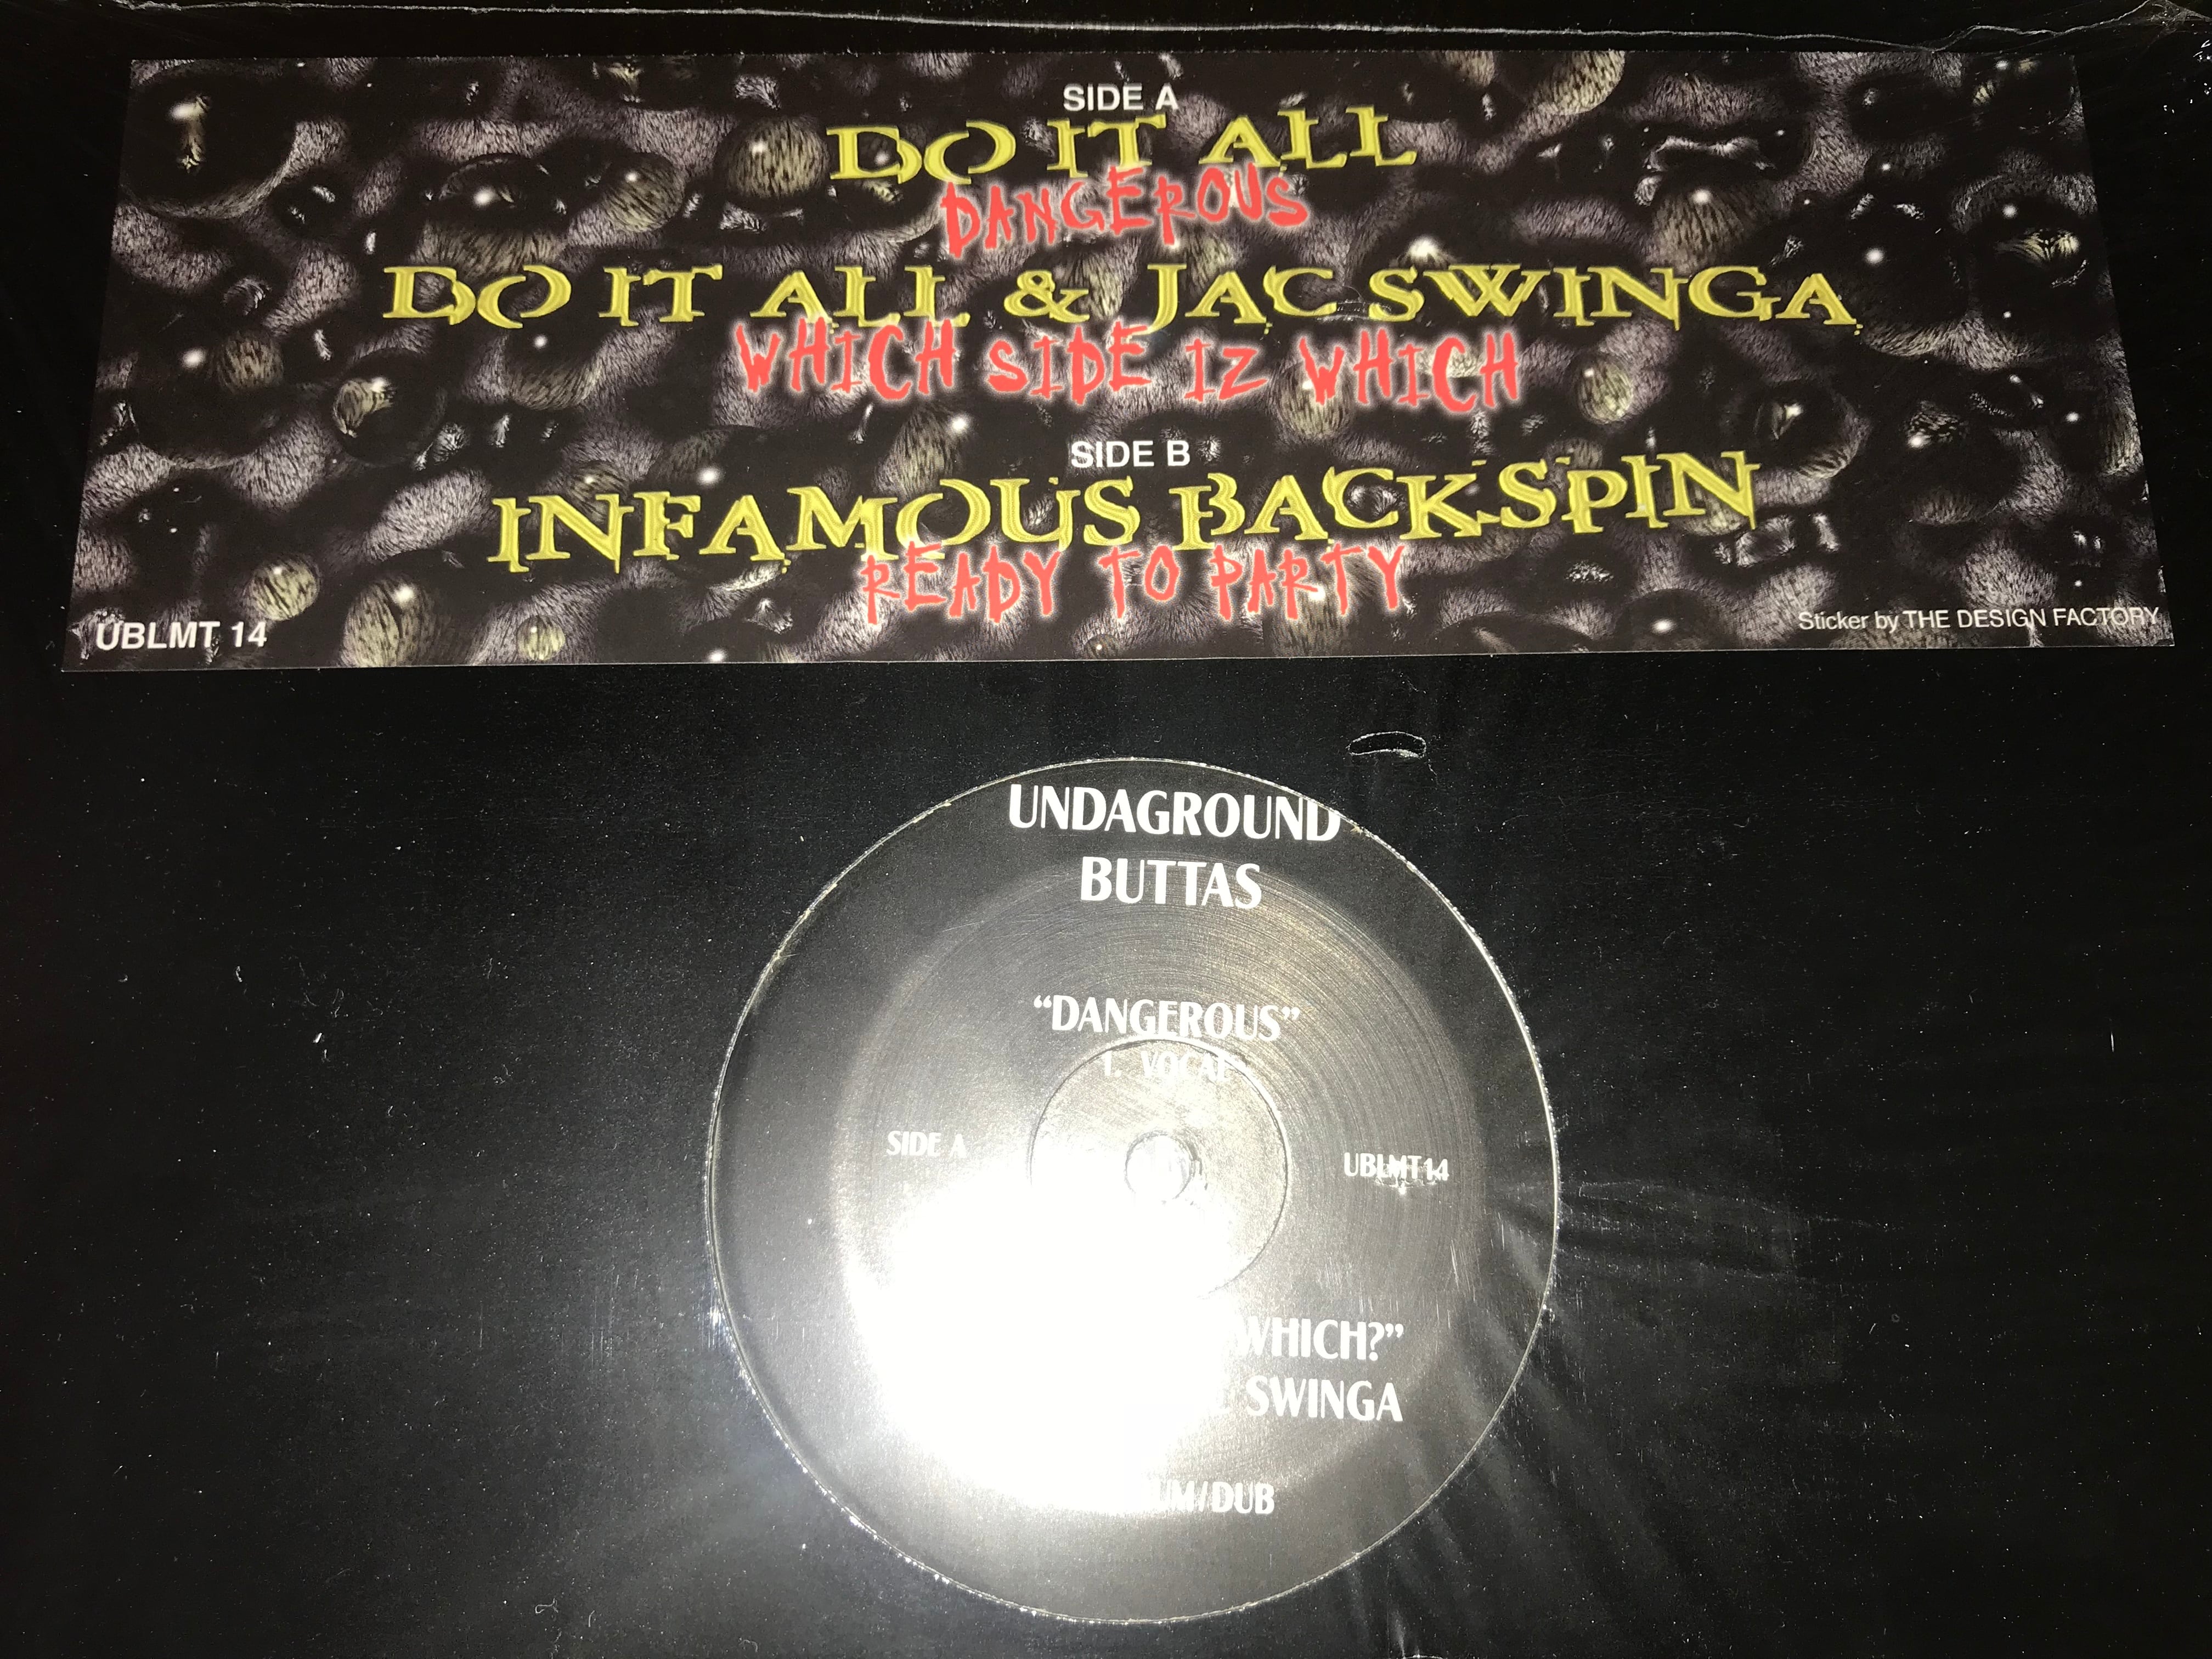 SIDE A
DO IT ALL
DANGEROUS
DO IT ALL & JAC SWINGA
WHICH SIDE IZ WHICH
SIDE B
INFAMOUS BACKSPIN
READY TO PARTY
UBLMT 14
Sticker by THE DESIGN FACTORY
UNDAGROUND
BUTTAS
“DANGEROUS”
1. VOCAL
SIDE A
UBLMT14
WHICH?”
SWINGA
/DUB